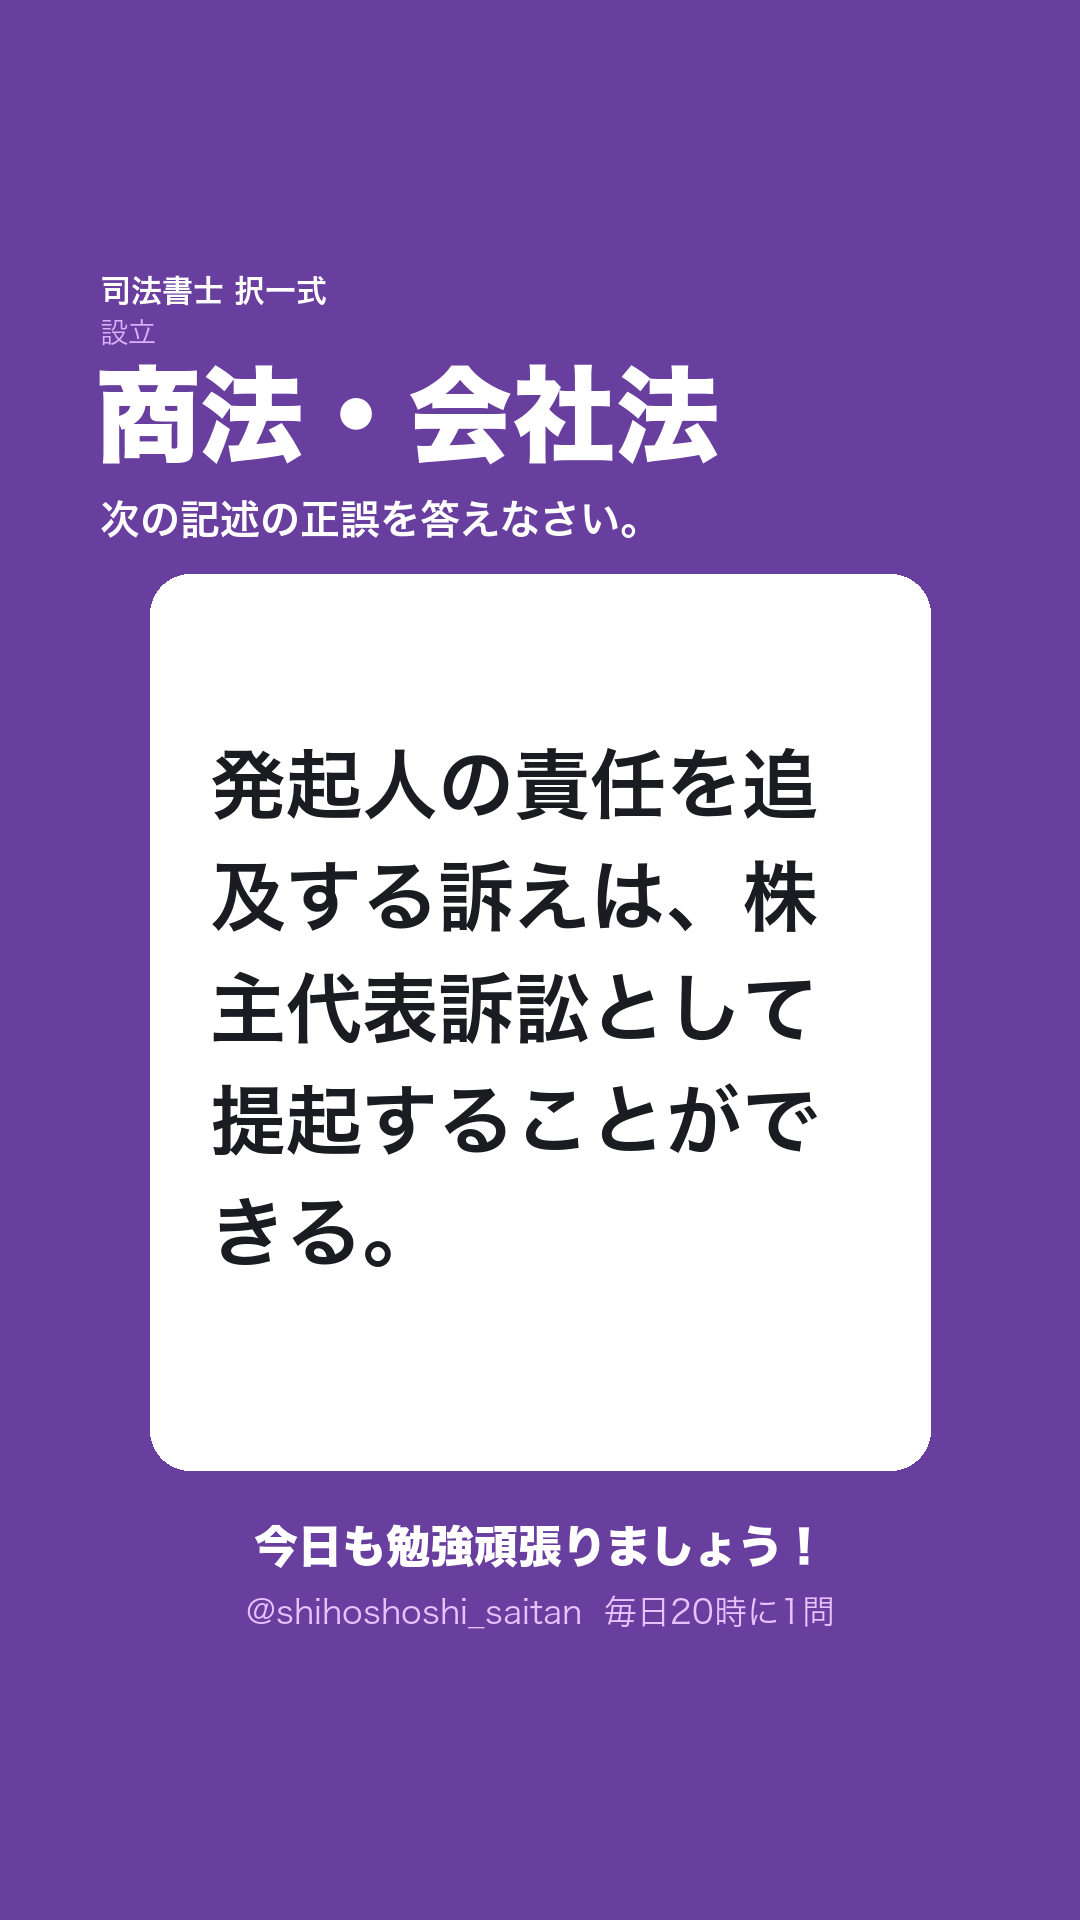 司法書士 択一式
設立
商法・会社法
次の記述の正誤を答えなさい。
発起人の責任を追
及する訴えは、株
主代表訴訟として
提起することがで
きる。
今日も勉強頑張りましょう！
@shihoshoshi_saitan 毎日20時に1問